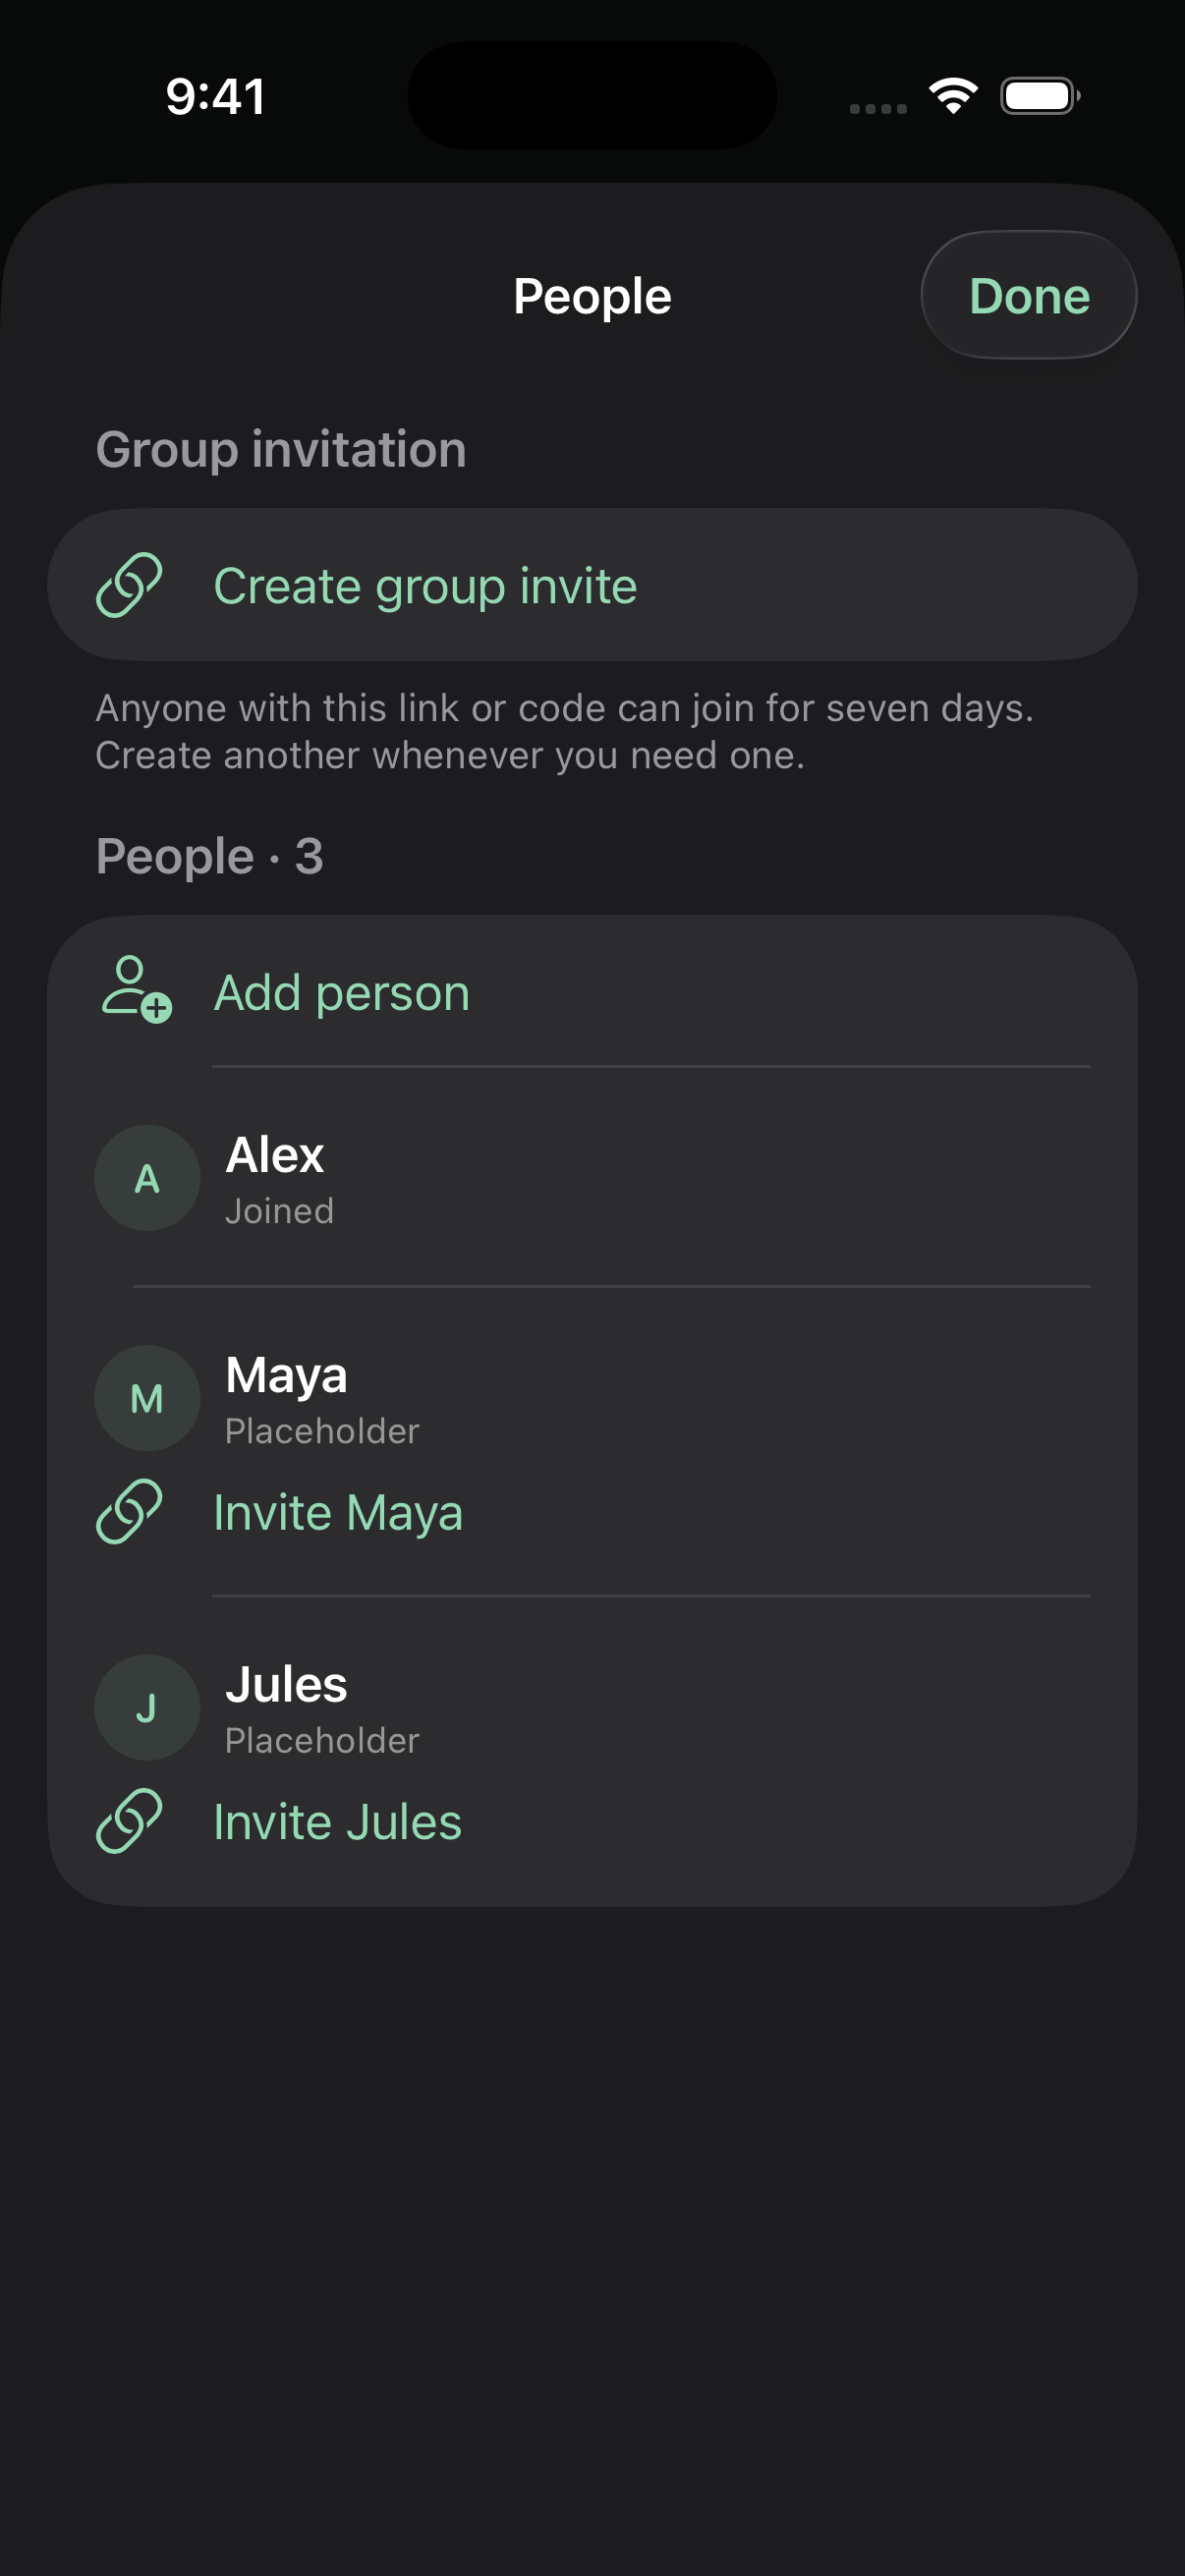 9:41
People
Done
Group invitation
Create group invite
Anyone with this link or code can join for seven days.
Create another whenever you need one.
People · 3
Add person
A
Alex
Joined
M
Maya
Placeholder
Invite Maya
J
Jules
Placeholder
Invite Jules